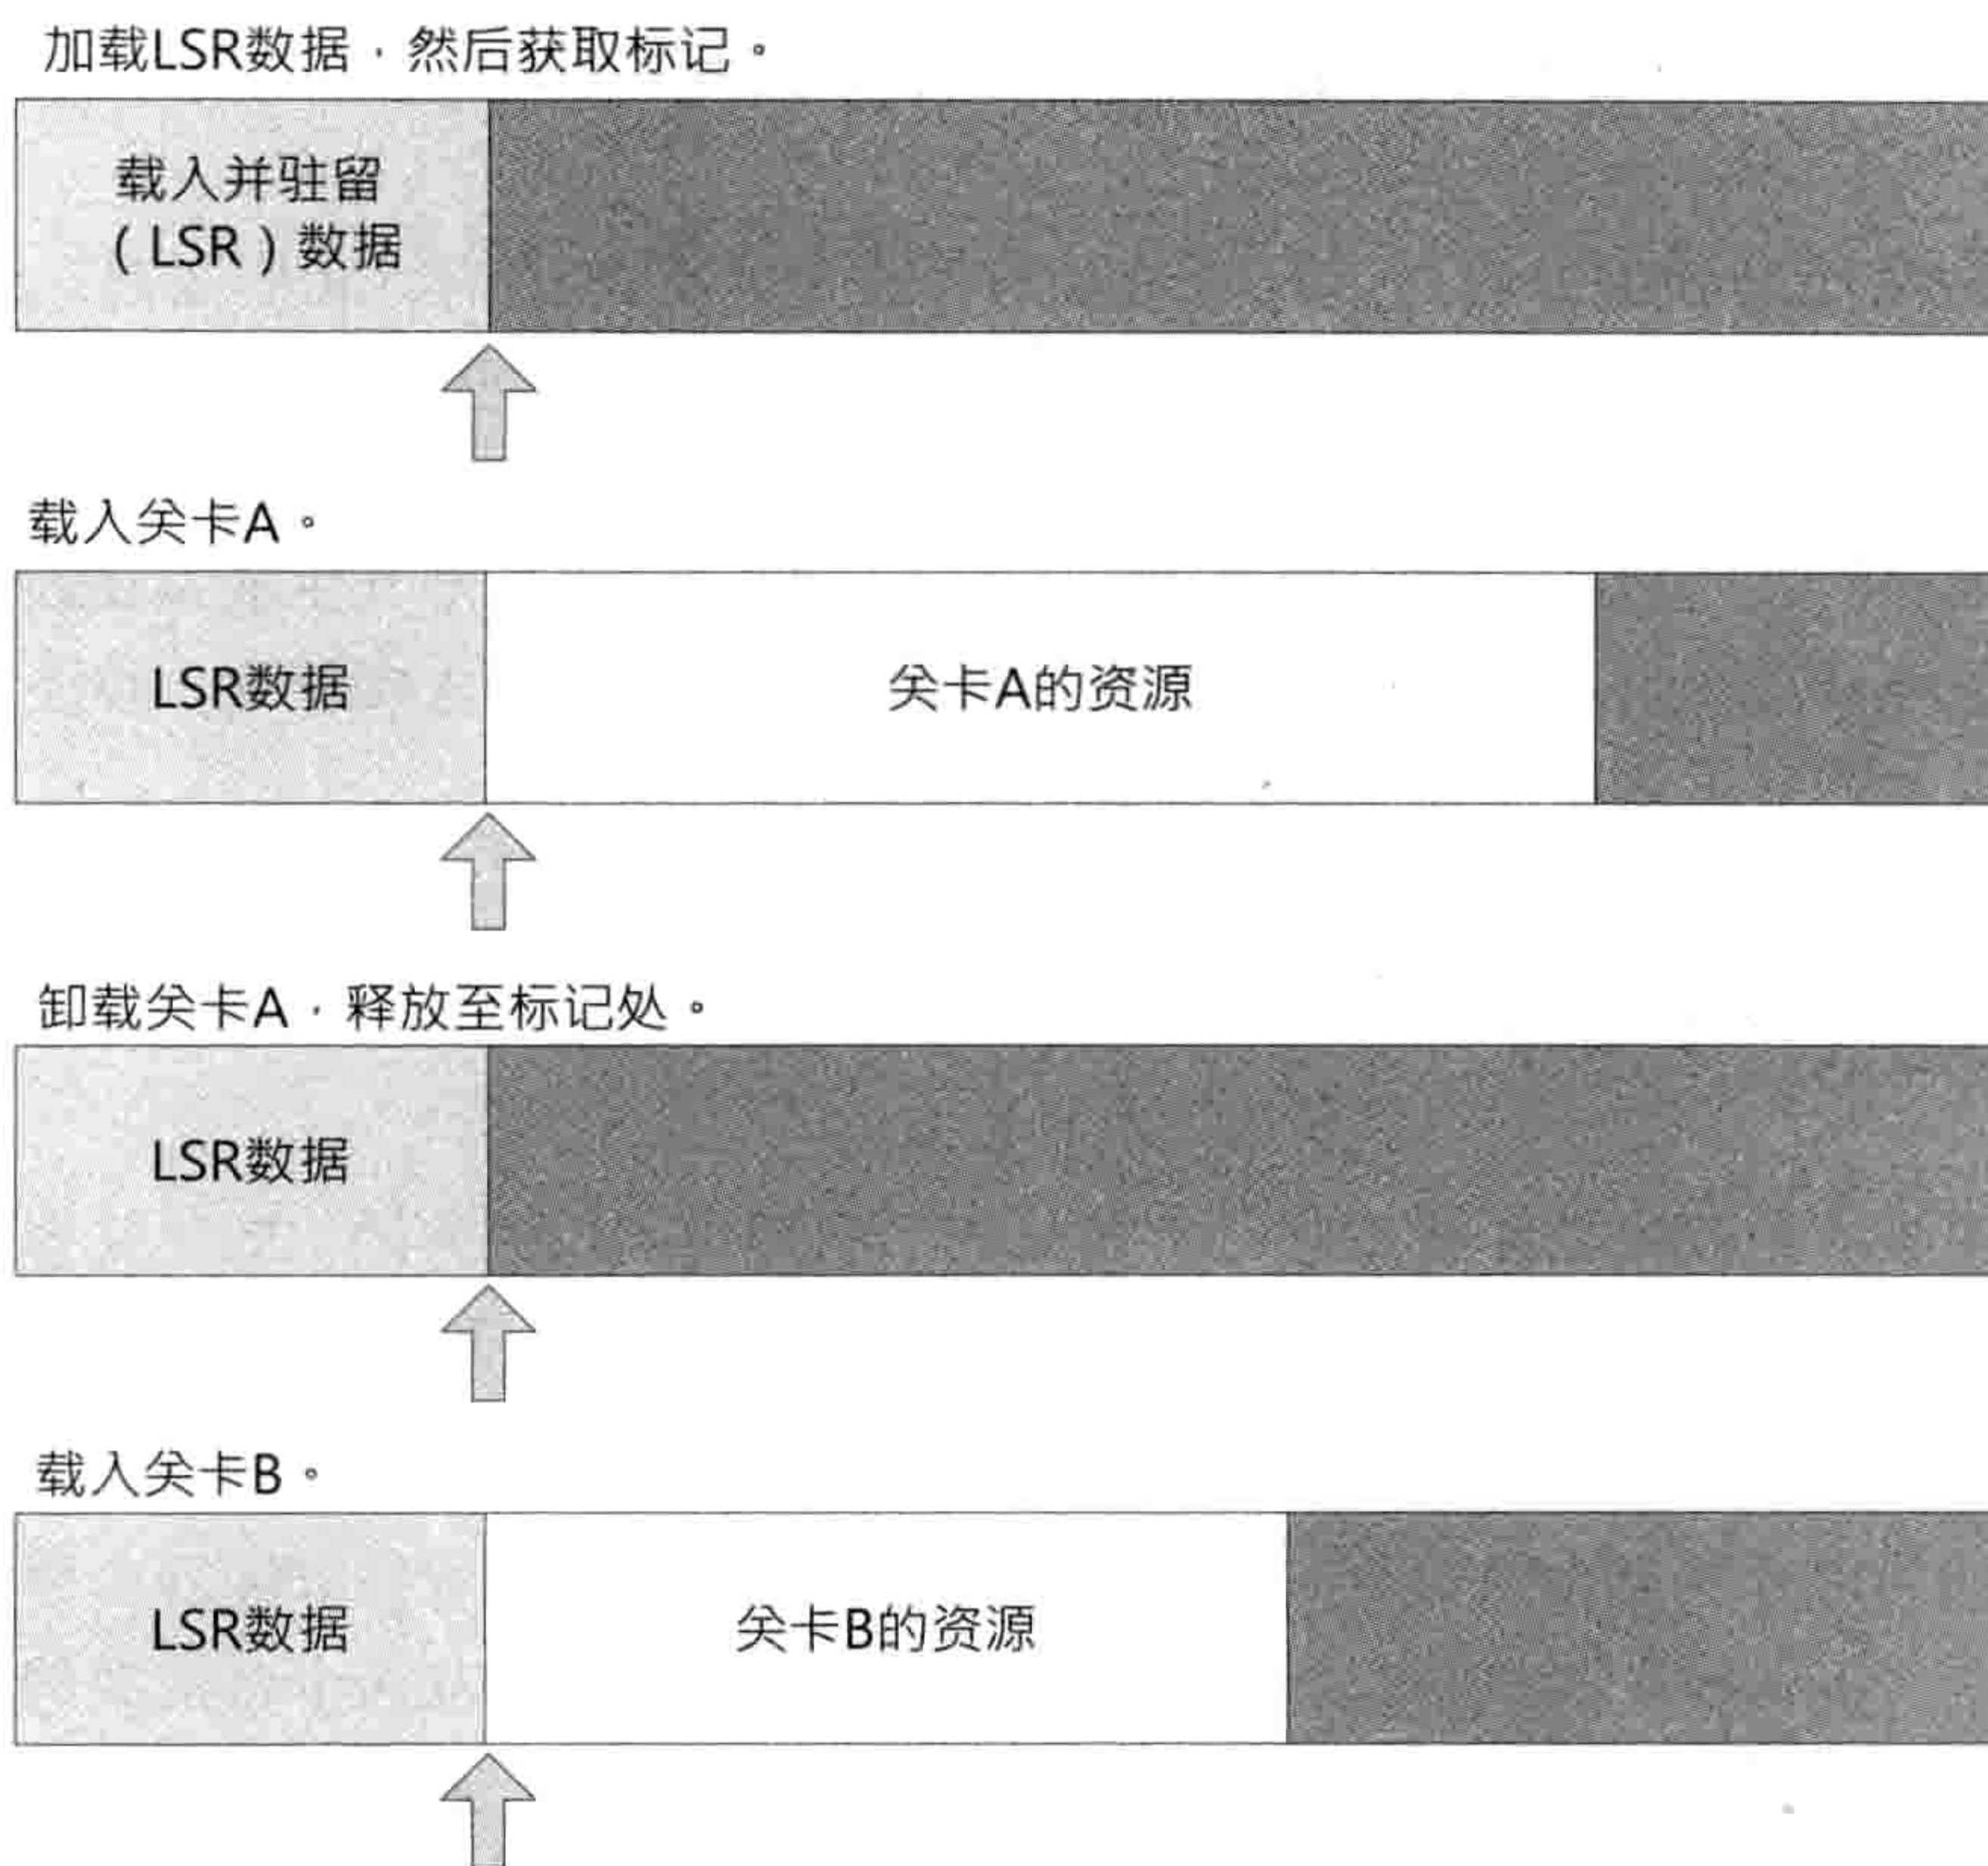 加载LSR数据，然后获取标记。
载入并驻留
（LSR）数据
载入关卡A。
LSR数据
关卡A的资源
卸载关卡A，释放至标记处。
LSR数据
载入关卡B。
LSR数据
关卡B的资源